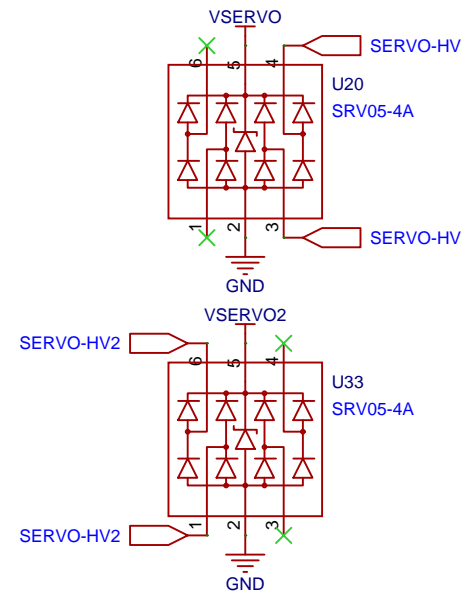 VSERVO
SERVO-HV
6
5
4
U20
SRV05-4A
1
2
3
SERVO-HV
GND
VSERVO2
SERVO-HV2
6
5
4
U33
SRV05-4A
1
2
3
SERVO-HV2
GND